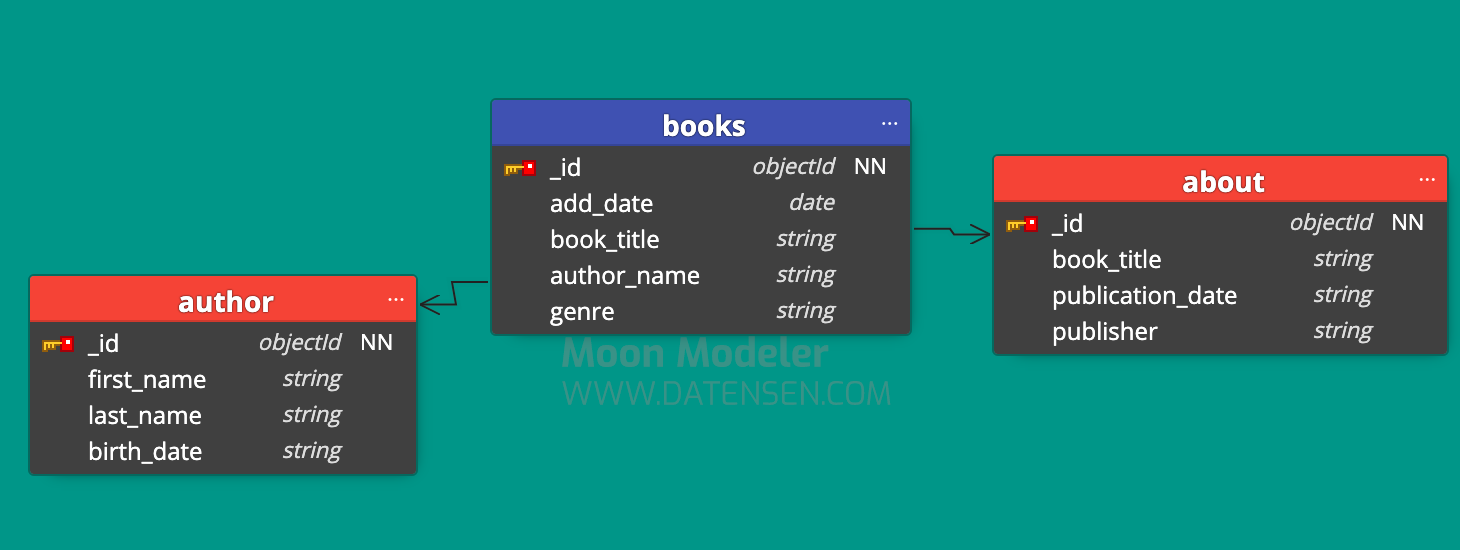 books ...
_id objectId NN
add_date date
book_title string
author_name string
genre string
about ...
_id objectId NN
book_title string
publication_date string
publisher string
author ...
_id objectId NN
first_name string
last_name string
birth_date string
Moon Modeler
WWW.DATENSEN.COM